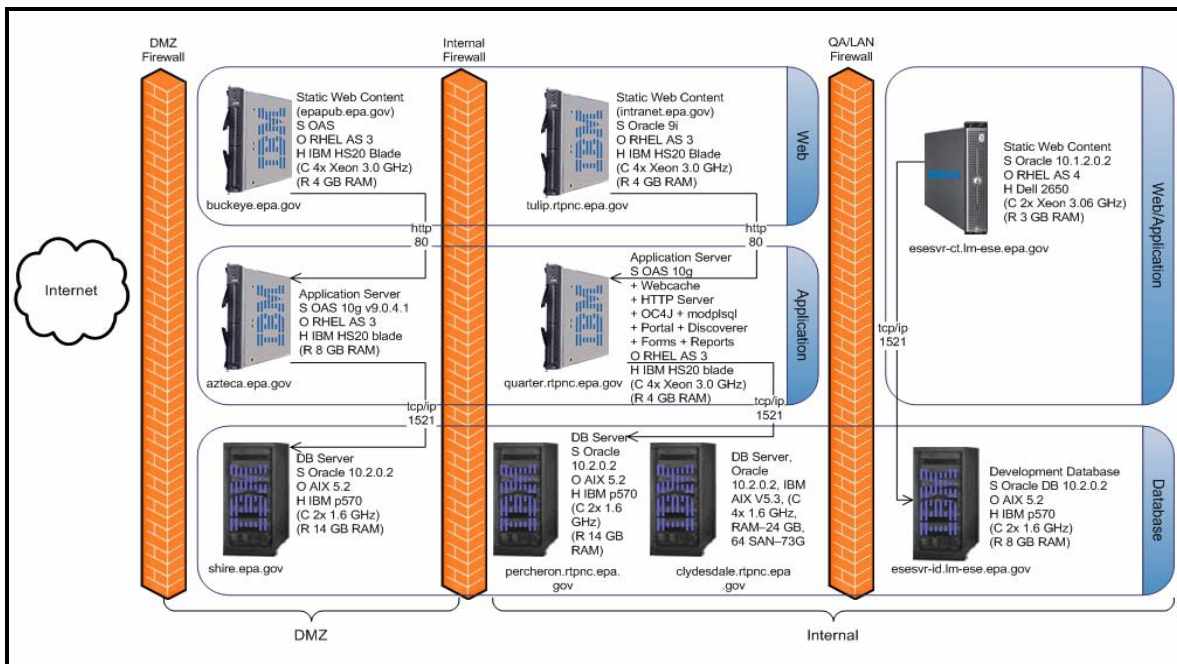 DMZ
Firewall
Internal
Firewall
QA/LAN
Firewall
Static Web Content
(epapub.epa.gov)
S OAS
O RHEL AS 3
H IBM HS20 Blade
(C 4x Xeon 3.0 GHz)
(R 4 GB RAM)
IBM
buckeye.epa.gov
Static Web Content
(intranet.epa.gov)
S Oracle 9i
O RHEL AS 3
H IBM HS20 Blade
(C 4x Xeon 3.0 GHz)
(R 4 GB RAM)
IBM
tulip.rtpnc.epa.gov
Web
Static Web Content
S Oracle 10.1.2.0.2
O RHEL AS 4
H Dell 2650
(C 2x Xeon 3.06 GHz)
(R 3 GB RAM)
esesvr-ct.lm-ese.epa.gov
Web/Application
http
80
http
80
Internet
Application Server
S OAS 10g v9.0.4.1
O RHEL AS 3
H IBM HS20 blade
(R 8 GB RAM)
IBM
azteca.epa.gov
Application Server
S OAS 10g
+ Webcache
+ HTTP Server
+ OC4J + modplsql
+ Portal + Discoverer
+ Forms + Reports
O RHEL AS 3
H IBM HS20 blade
(C 4x Xeon 3.0 GHz)
(R 4 GB RAM)
IBM
quarter.rtpnc.epa.gov
Application
tcp/ip
1521
tcp/ip
1521
tcp/ip
1521
DB Server
S Oracle
10.2.0.2
O AIX 5.2
H IBM p570
(C 2x 1.6 GHz)
(R 14 GB RAM)
shire.epa.gov
DB Server
S Oracle
10.2.0.2
O AIX 5.2
H IBM p570
(C 2x 1.6
GHz)
(R 14 GB
RAM)
percheron.rtpnc.epa.
gov
DB Server,
Oracle
10.2.0.2, IBM
AIX V5.3, (C
4x 1.6 GHz,
RAM–24 GB,
64 SAN–73G
clydesdale.rtpnc.epa
.gov
Development Database
S Oracle DB 10.2.0.2
O AIX 5.2
H IBM p570
(C 2x 1.6 GHz)
(R 8 GB RAM)
esesvr-id.lm-ese.epa.gov
Database
DMZ
Internal